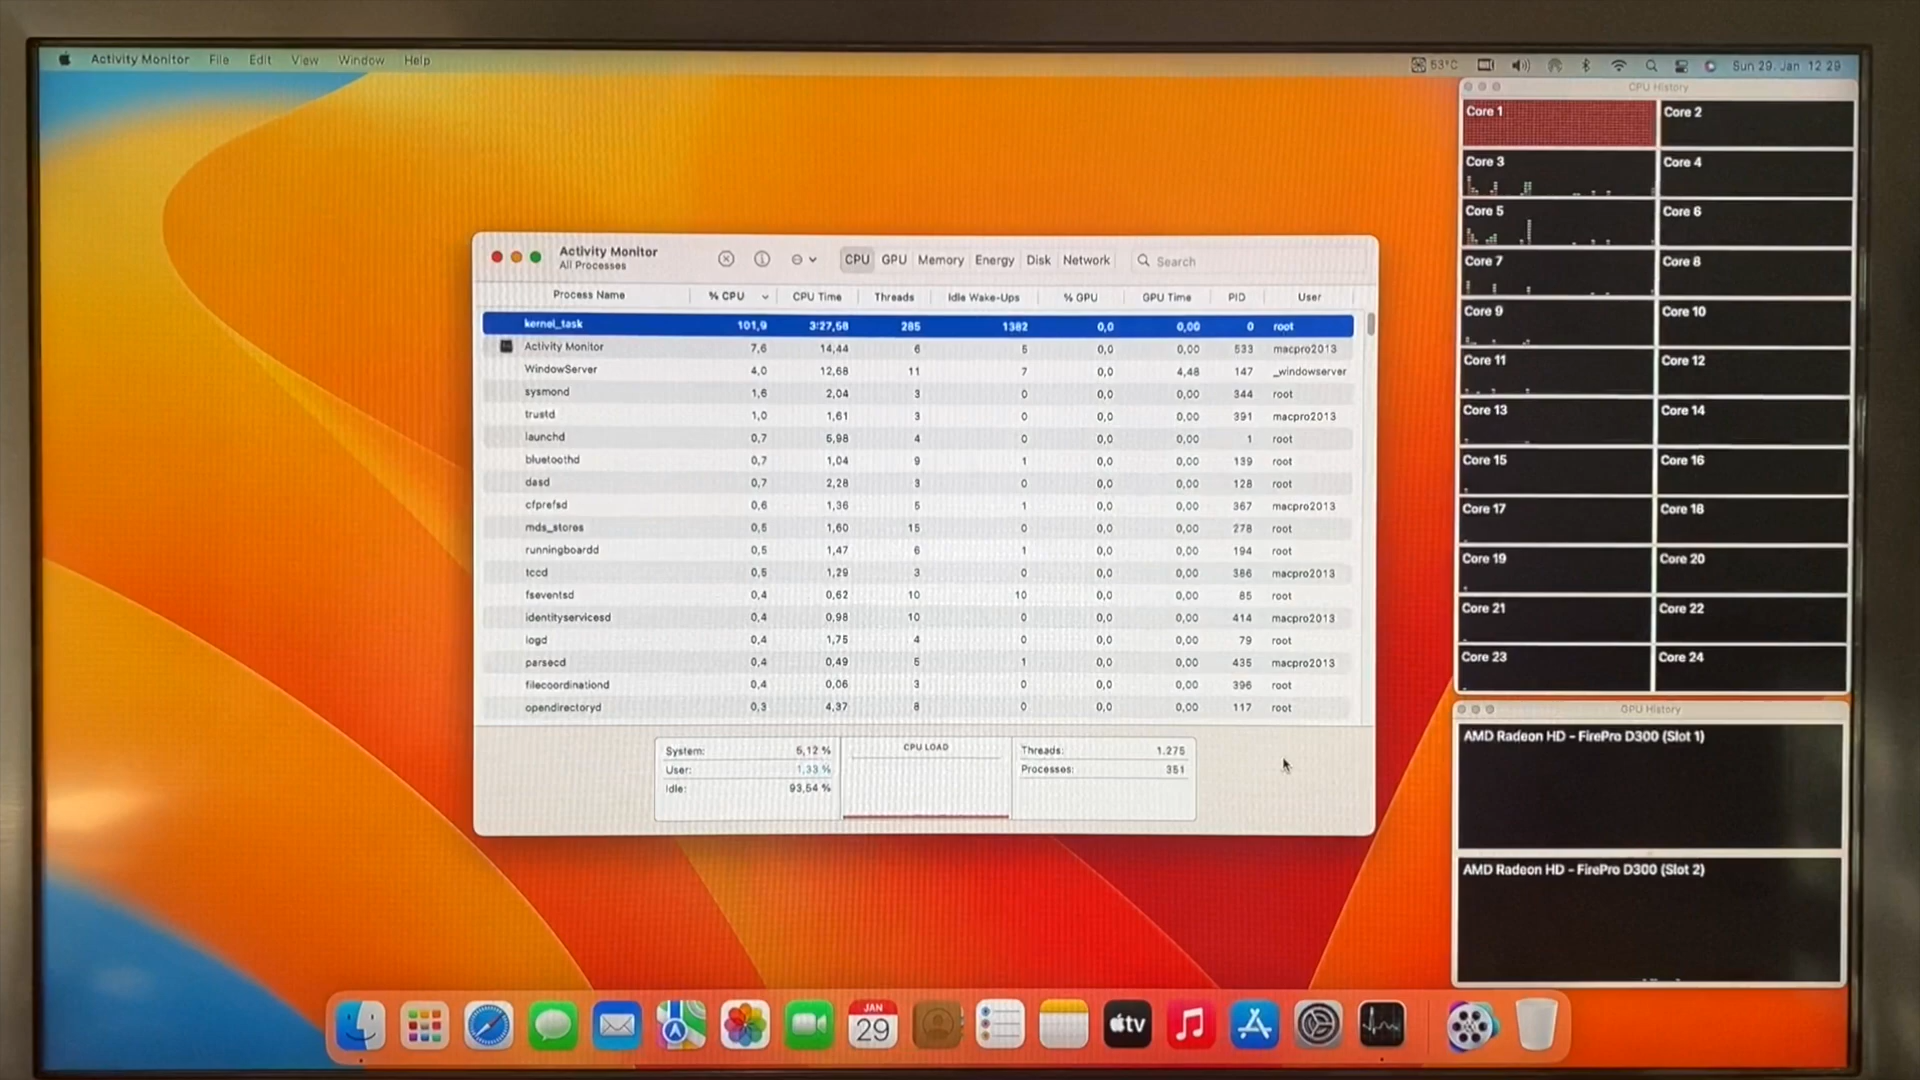 Activity Monitor File Edit View Window Help
53°C Sun 29. Jan 12 29
CPU History
Core 1 Core 2
Core 3 Core 4
Core 5 Core 6
Core 7 Core 8
Core 9 Core 10
Core 11 Core 12
Core 13 Core 14
Core 15 Core 16
Core 17 Core 18
Core 19 Core 20
Core 21 Core 22
Core 23 Core 24
GPU History
AMD Radeon HD - FirePro D300 (Slot 1)
AMD Radeon HD - FirePro D300 (Slot 2)
Activity Monitor
All Processes
CPU GPU Memory Energy Disk Network Search
Process Name % CPU CPU Time Threads Idle Wake-Ups % GPU GPU Time PID User
kernel_task 101,9 3:27,58 285 1382 0,0 0,00 0 root
Activity Monitor 7,6 14,44 6 5 0,0 0,00 533 macpro2013
WindowServer 4,0 12,68 11 7 0,0 4,48 147 _windowserver
sysmond 1,6 2,04 3 0 0,0 0,00 344 root
trustd 1,0 1,61 3 0 0,0 0,00 391 macpro2013
launchd 0,7 5,98 4 0 0,0 0,00 1 root
bluetoothd 0,7 1,04 9 1 0,0 0,00 139 root
dasd 0,7 2,28 3 0 0,0 0,00 128 root
cfprefsd 0,6 1,36 5 1 0,0 0,00 367 macpro2013
mds_stores 0,5 1,60 15 0 0,0 0,00 278 root
runningboardd 0,5 1,47 6 1 0,0 0,00 194 root
tccd 0,5 1,29 3 0 0,0 0,00 386 macpro2013
fseventsd 0,4 0,62 10 10 0,0 0,00 85 root
identityservicesd 0,4 0,98 10 0 0,0 0,00 414 macpro2013
logd 0,4 1,75 4 0 0,0 0,00 79 root
parsecd 0,4 0,49 5 1 0,0 0,00 435 macpro2013
filecoordinationd 0,4 0,06 3 0 0,0 0,00 396 root
opendirectoryd 0,3 4,37 8 0 0,0 0,00 117 root
System: 5,12 %
User: 1,33 %
Idle: 93,54 %
CPU LOAD
Threads: 1.275
Processes: 351
JAN
29
tv